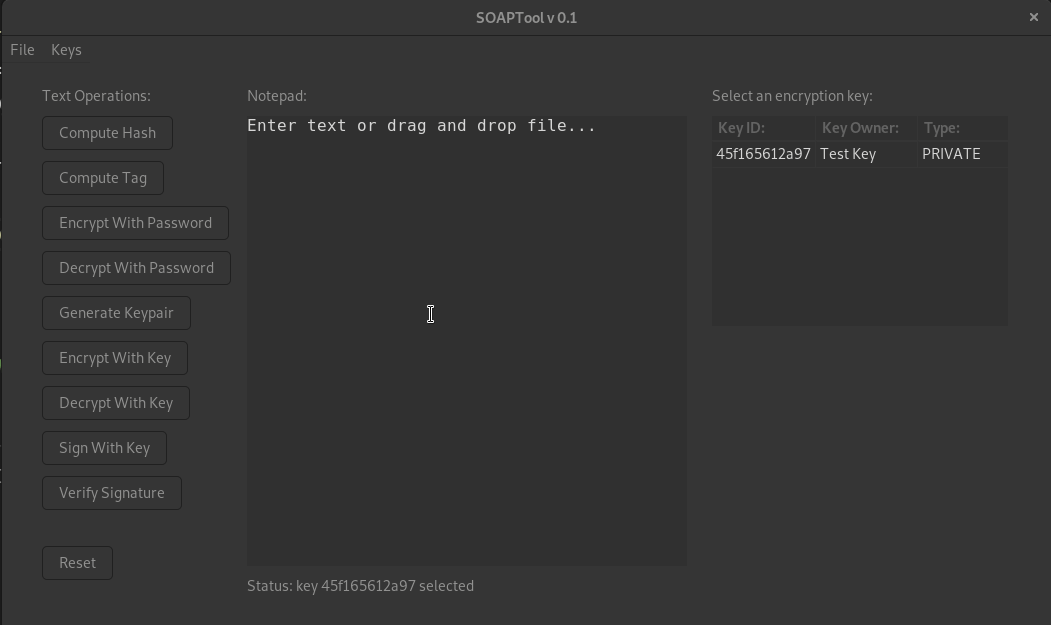 SOAPTool v 0.1
×
File Keys
Text Operations:
Compute Hash
Compute Tag
Encrypt With Password
Decrypt With Password
Generate Keypair
Encrypt With Key
Decrypt With Key
Sign With Key
Verify Signature
Reset
Notepad:
Enter text or drag and drop file...
Status: key 45f165612a97 selected
Select an encryption key:
Key ID: Key Owner: Type:
45f165612a97 Test Key PRIVATE